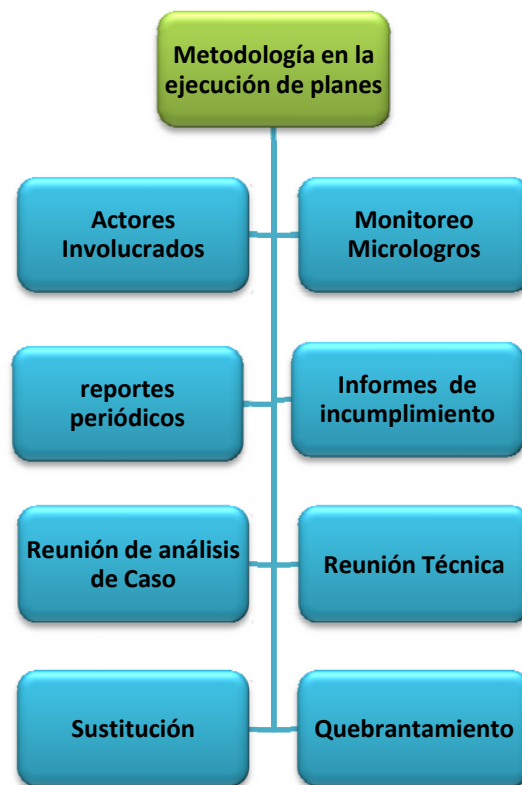 Metodología en la
ejecución de planes
Actores
Involucrados
Monitoreo
Micrologros
reportes
periódicos
Informes de
incumplimiento
Reunión de análisis
de Caso
Reunión Técnica
Sustitución
Quebrantamiento